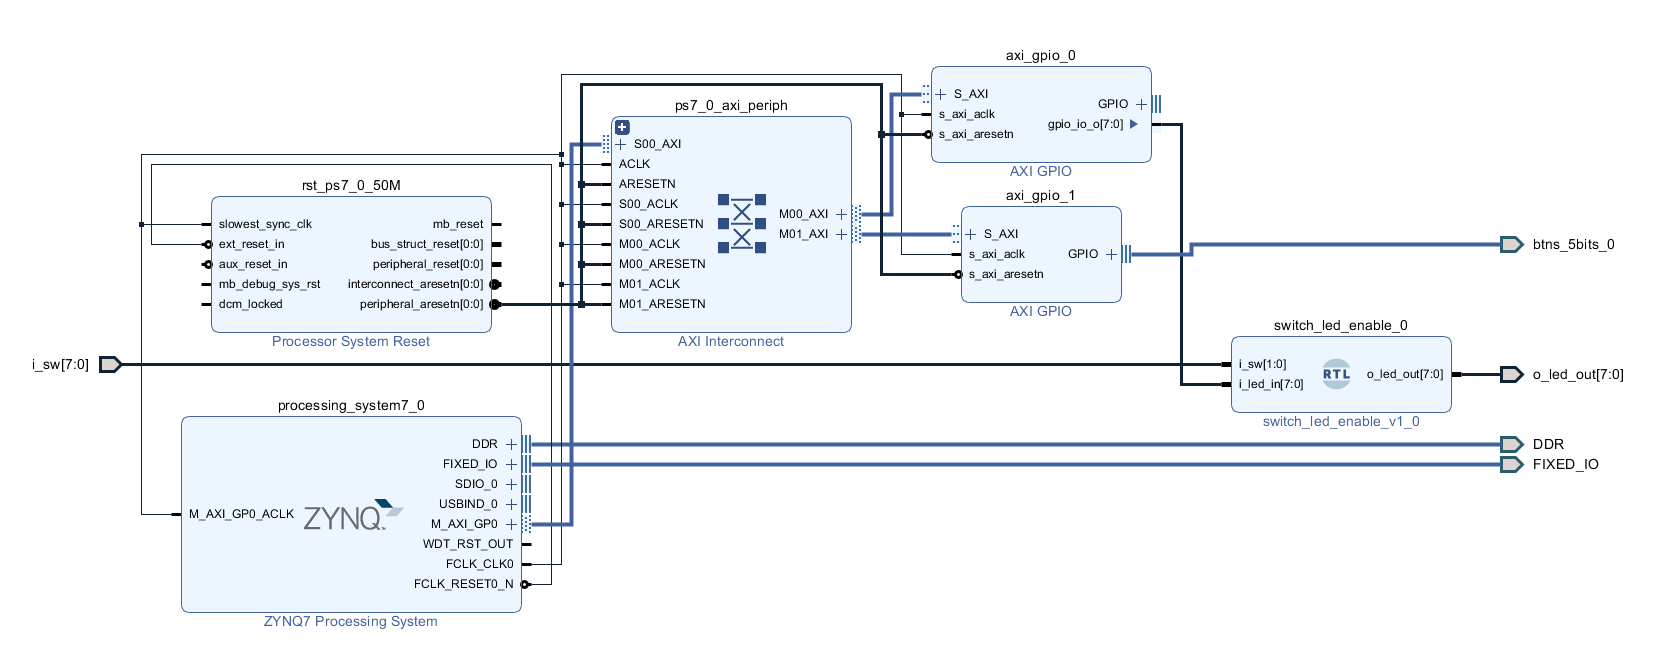 axi_gpio_0
S_AXI
s_axi_aclk
s_axi_aresetn
GPIO
gpio_io_o[7:0]
AXI GPIO
ps7_0_axi_periph
S00_AXI
ACLK
ARESETN
S00_ACLK
S00_ARESETN
M00_ACLK
M00_ARESETN
M01_ACLK
M01_ARESETN
M00_AXI
M01_AXI
AXI Interconnect
rst_ps7_0_50M
slowest_sync_clk
ext_reset_in
aux_reset_in
mb_debug_sys_rst
dcm_locked
mb_reset
bus_struct_reset[0:0]
peripheral_reset[0:0]
interconnect_aresetn[0:0]
peripheral_aresetn[0:0]
Processor System Reset
axi_gpio_1
S_AXI
s_axi_aclk
s_axi_aresetn
GPIO
AXI GPIO
btns_5bits_0
i_sw[7:0]
switch_led_enable_0
i_sw[1:0]
i_led_in[7:0]
RTL
o_led_out[7:0]
switch_led_enable_v1_0
o_led_out[7:0]
processing_system7_0
M_AXI_GP0_ACLK
ZYNQ
DDR
FIXED_IO
SDIO_0
USBIND_0
M_AXI_GP0
WDT_RST_OUT
FCLK_CLK0
FCLK_RESET0_N
ZYNQ7 Processing System
DDR
FIXED_IO